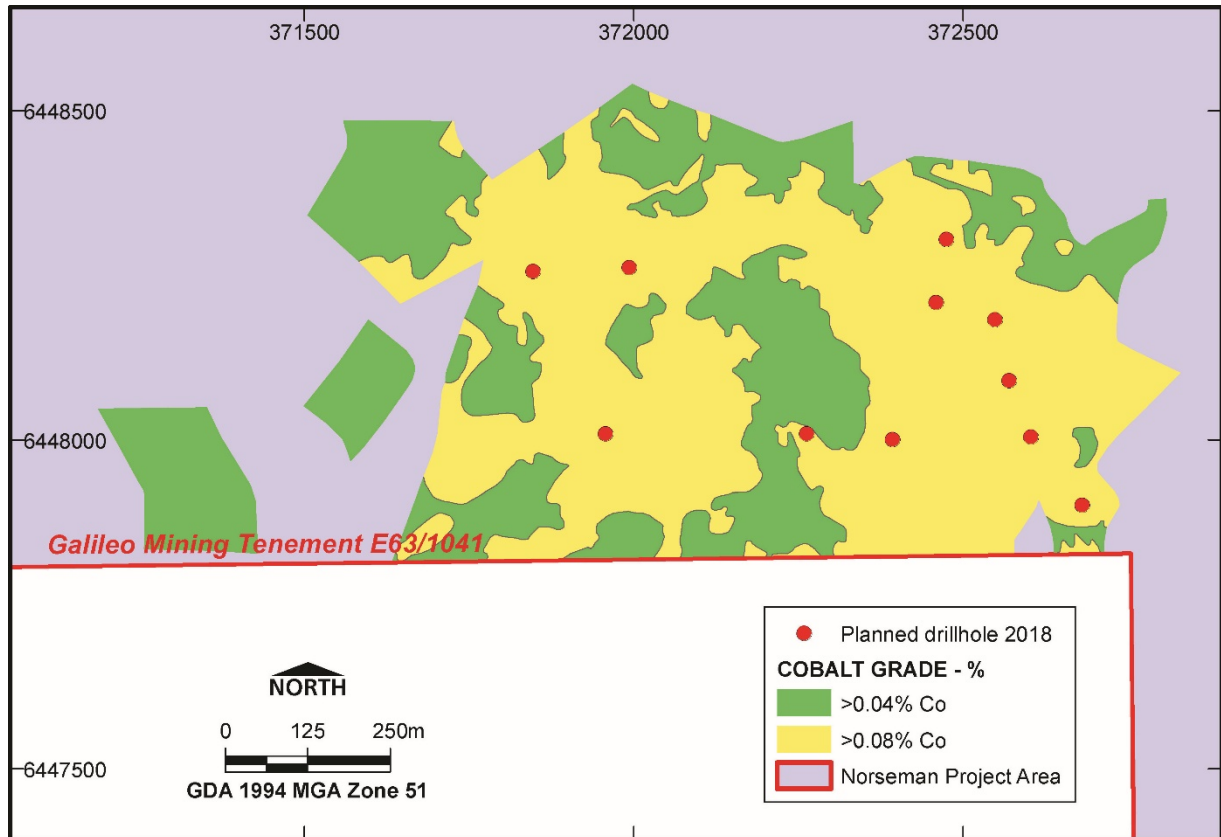 371500
372000
372500
6448500
6448000
Galileo Mining Tenement E63/1041
6447500
NORTH
0 125 250m
GDA 1994 MGA Zone 51
Planned drillhole 2018
COBALT GRADE - %
>0.04% Co
>0.08% Co
Norseman Project Area